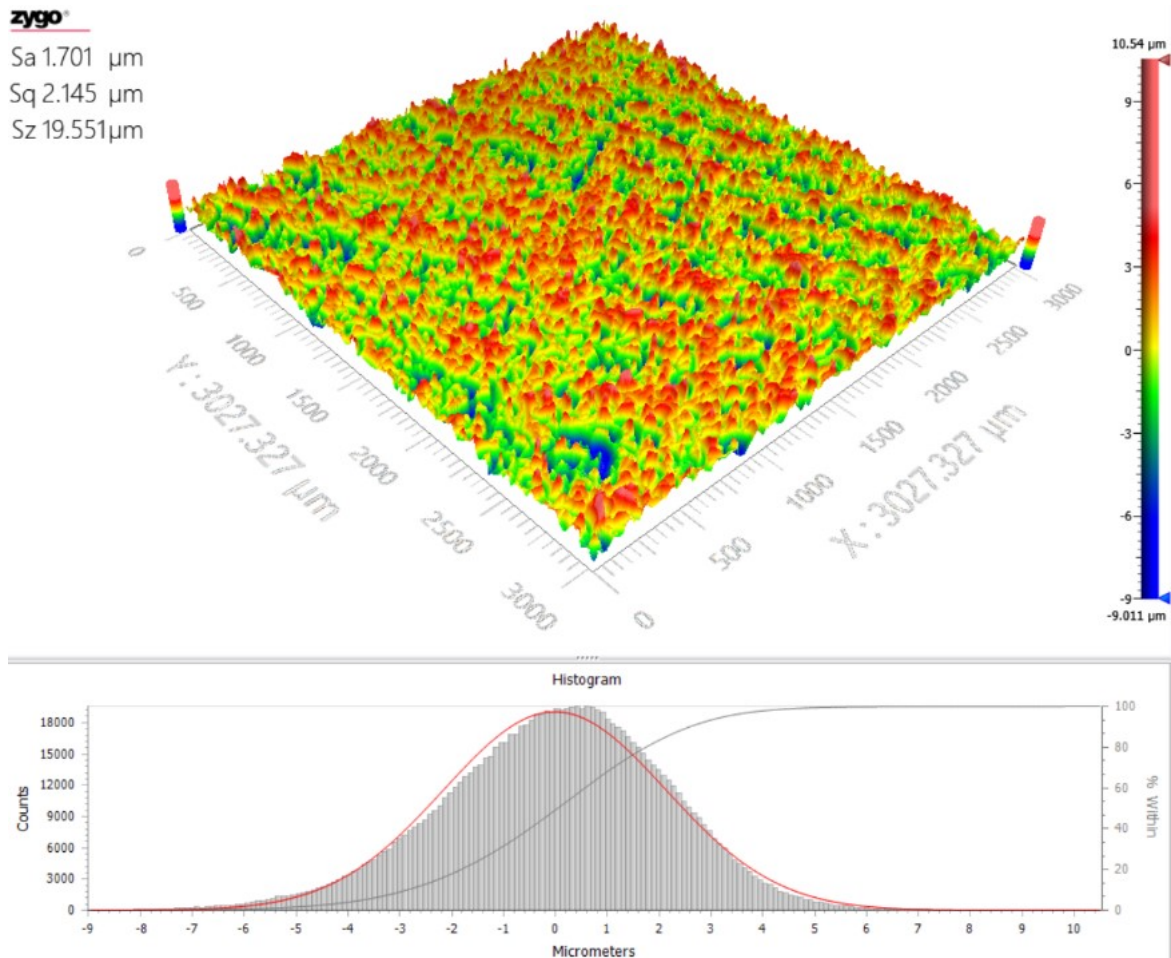 zygo®
Sa 1.701 µm
Sq 2.145 µm
Sz 19.551µm
10.54 µm
9
6
3
0
-3
-6
-9
-9.011 µm
0
500
1000
1500
2000
2500
3000
Y: 3027.327 µm
0
500
1000
1500
2000
2500
3000
X: 3027.327 µm
Histogram
Counts
18000
15000
12000
9000
6000
3000
0
100
80
60
40
20
0
% Within
-9 -8 -7 -6 -5 -4 -3 -2 -1 0 1 2 3 4 5 6 7 8 9 10
Micrometers